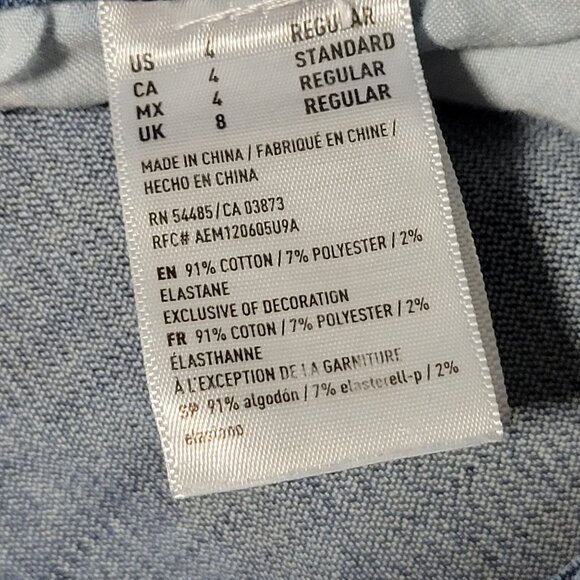 US 4 REGULAR
CA 4 STANDARD
MX 4 REGULAR
UK 8 REGULAR
MADE IN CHINA / FABRIQUÉ EN CHINE /
HECHO EN CHINA
RN 54485/CA 03873
RFC# AEM120605U9A
EN 91% COTTON / 7% POLYESTER / 2%
ELASTANE
EXCLUSIVE OF DECORATION
FR 91% COTON / 7% POLYESTER / 2%
ÉLASTHANNE
À L'EXCEPTION DE LA GARNITURE
SP 91% algodón / 7% elasterell-p / 2%